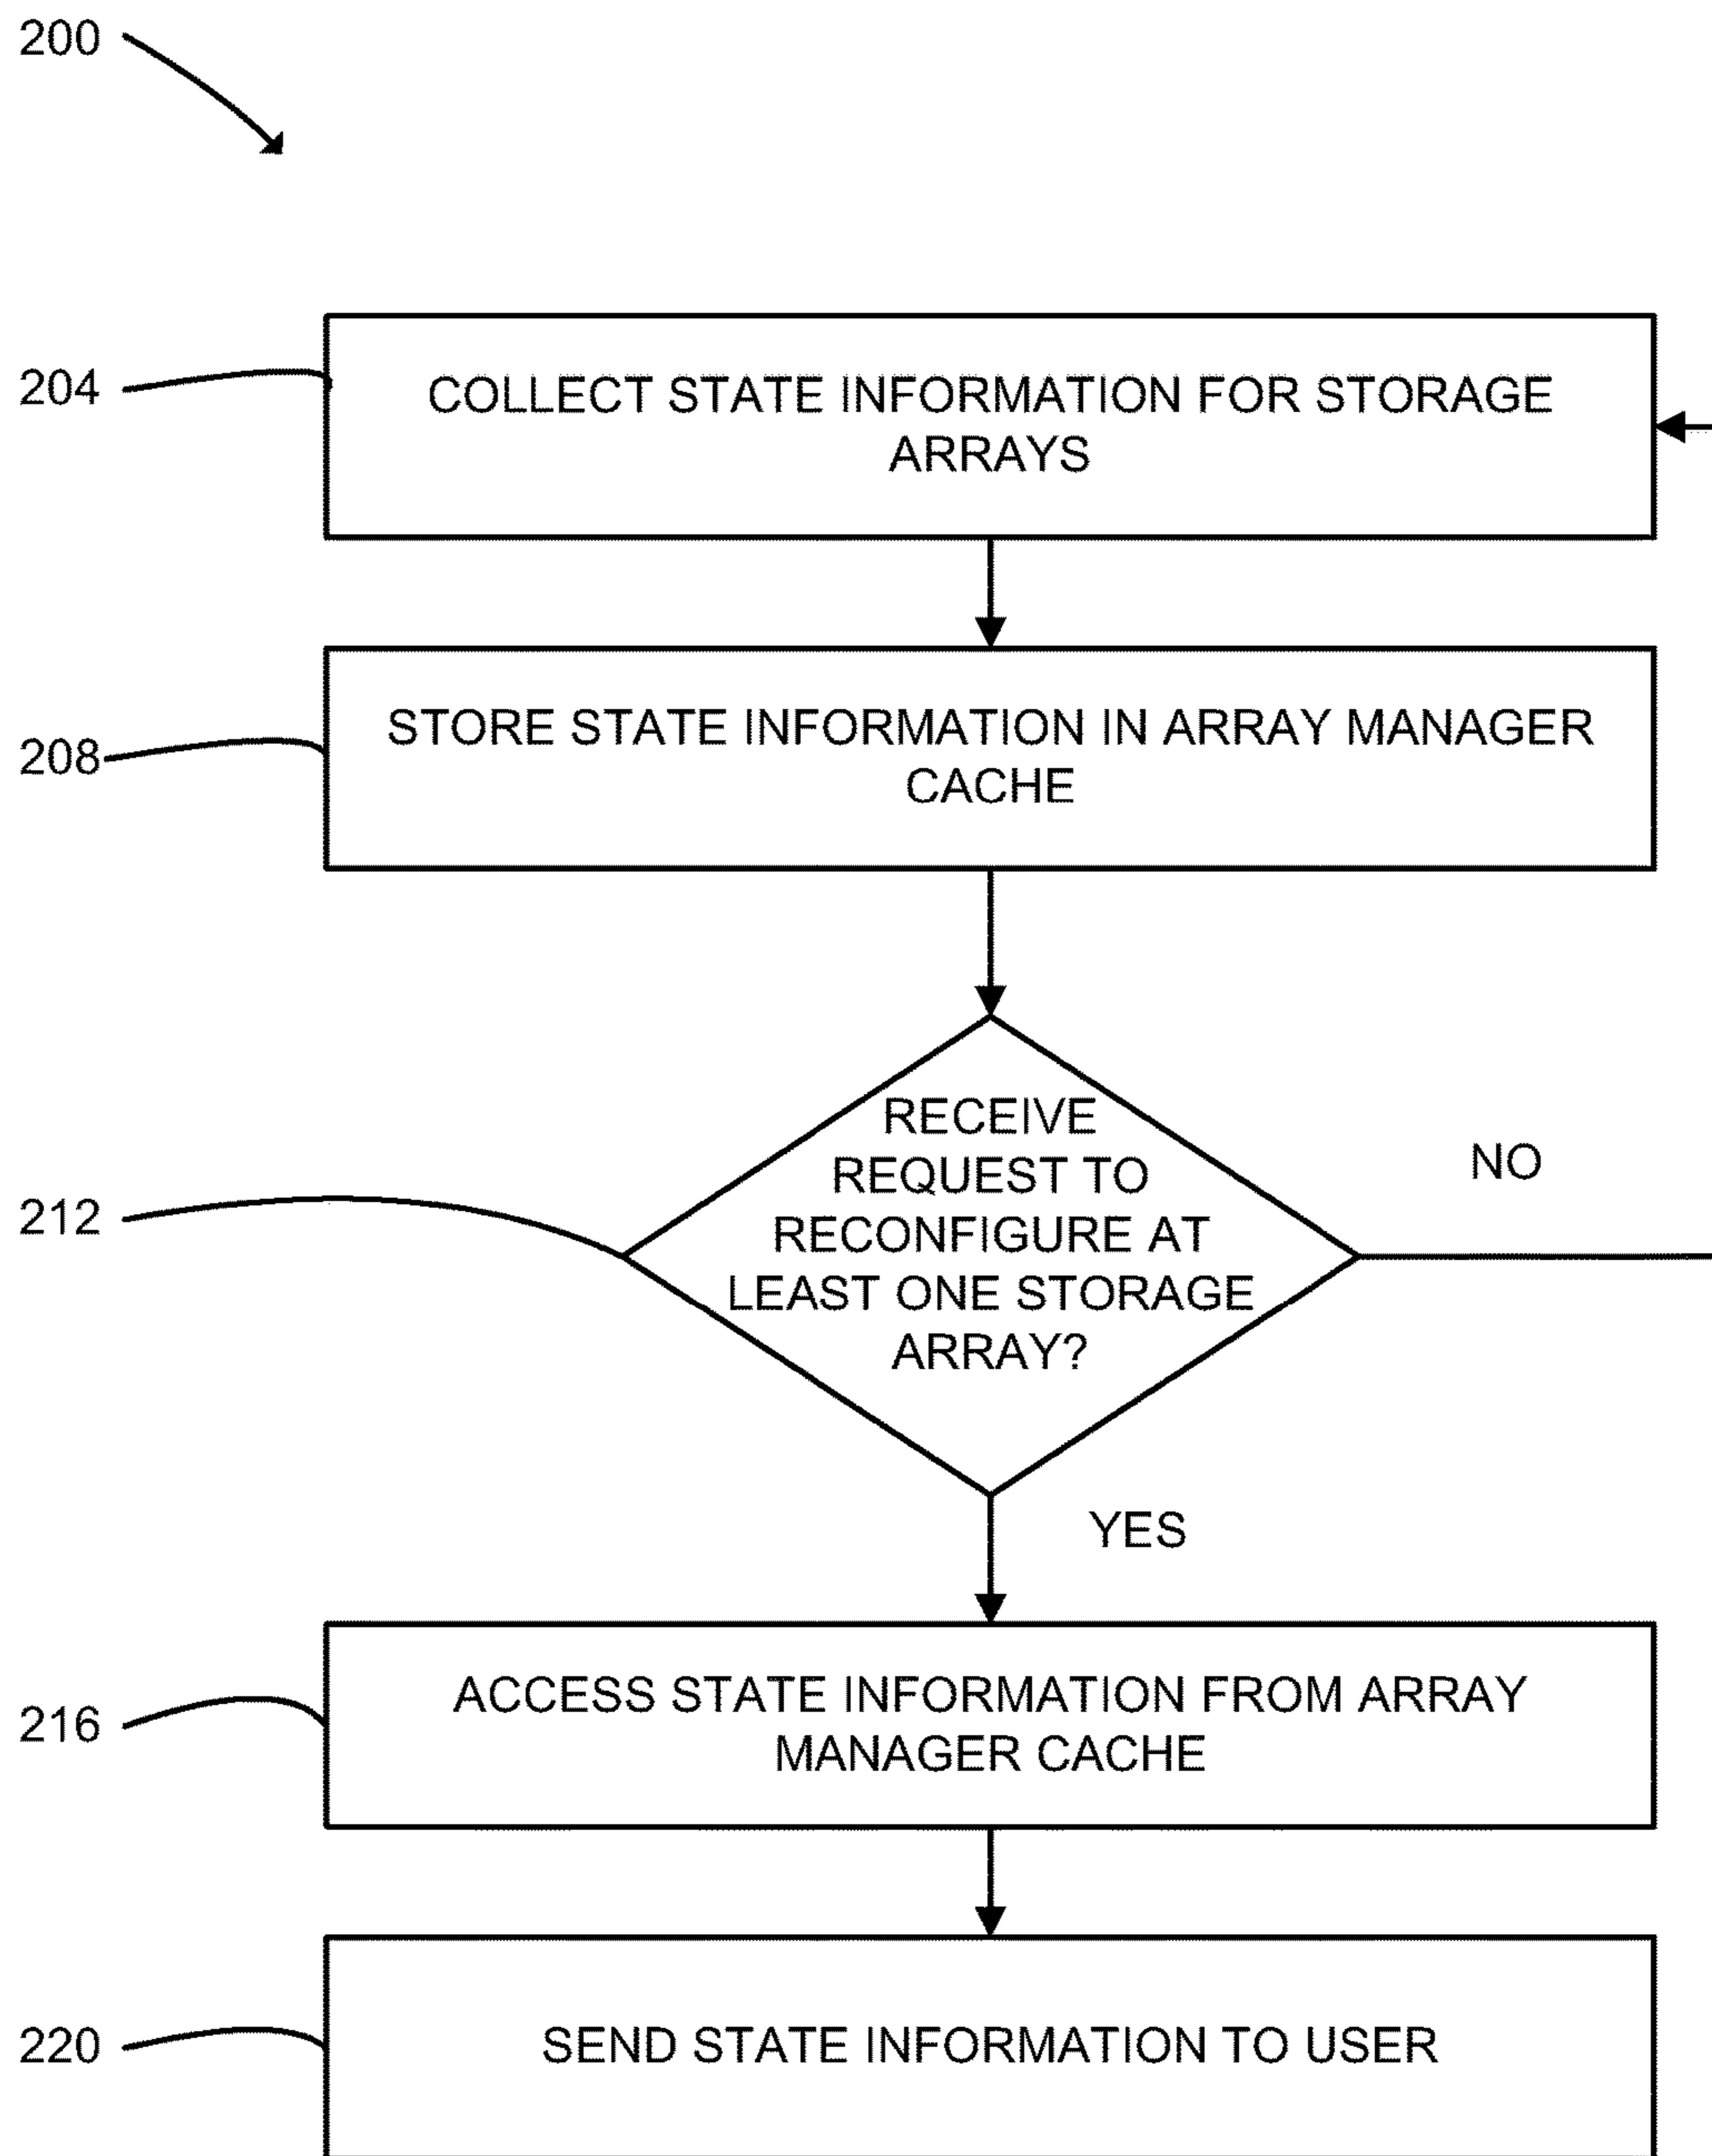 200
204
COLLECT STATE INFORMATION FOR STORAGE
ARRAYS
208
STORE STATE INFORMATION IN ARRAY MANAGER
CACHE
212
RECEIVE
REQUEST TO
RECONFIGURE AT
LEAST ONE STORAGE
ARRAY?
NO
YES
216
ACCESS STATE INFORMATION FROM ARRAY
MANAGER CACHE
220
SEND STATE INFORMATION TO USER